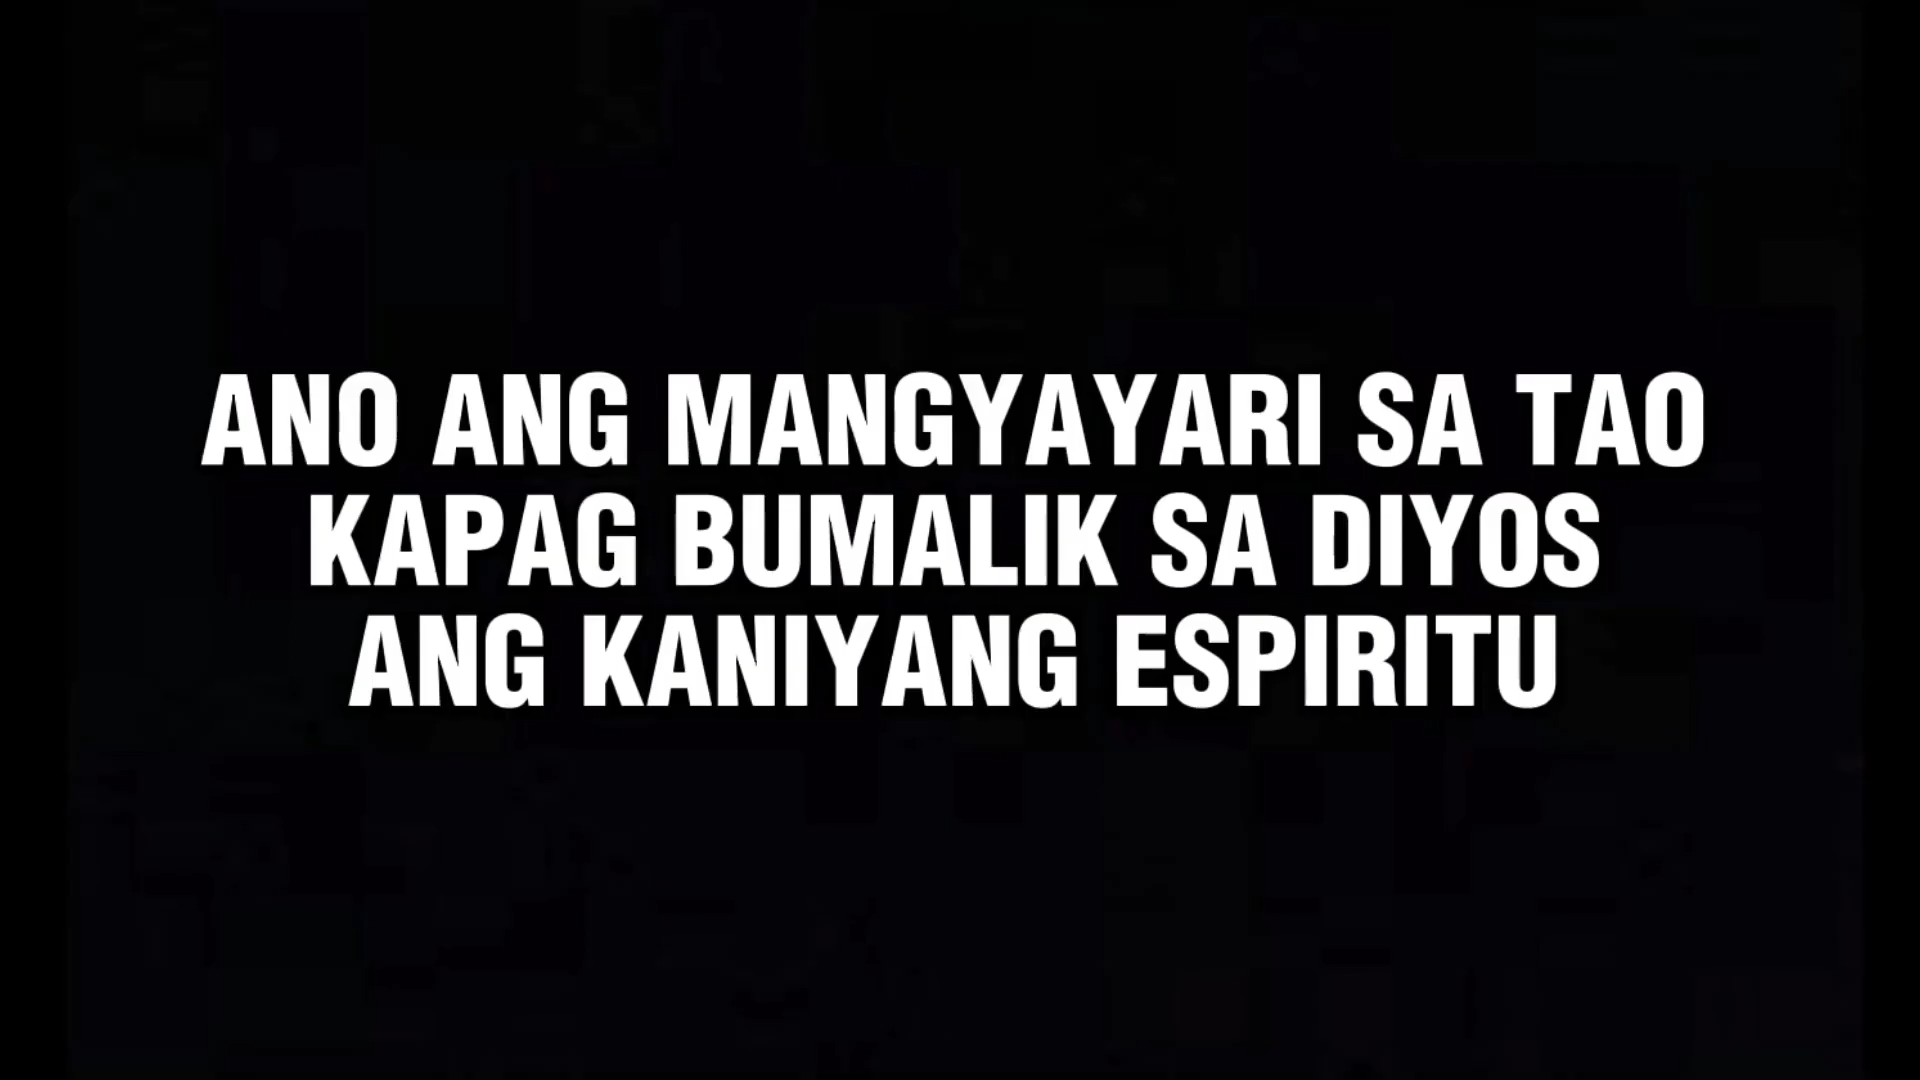 ANO ANG MANGYAYARI SA TAO
KAPAG BUMALIK SA DIYOS
ANG KANIYANG ESPIRITU